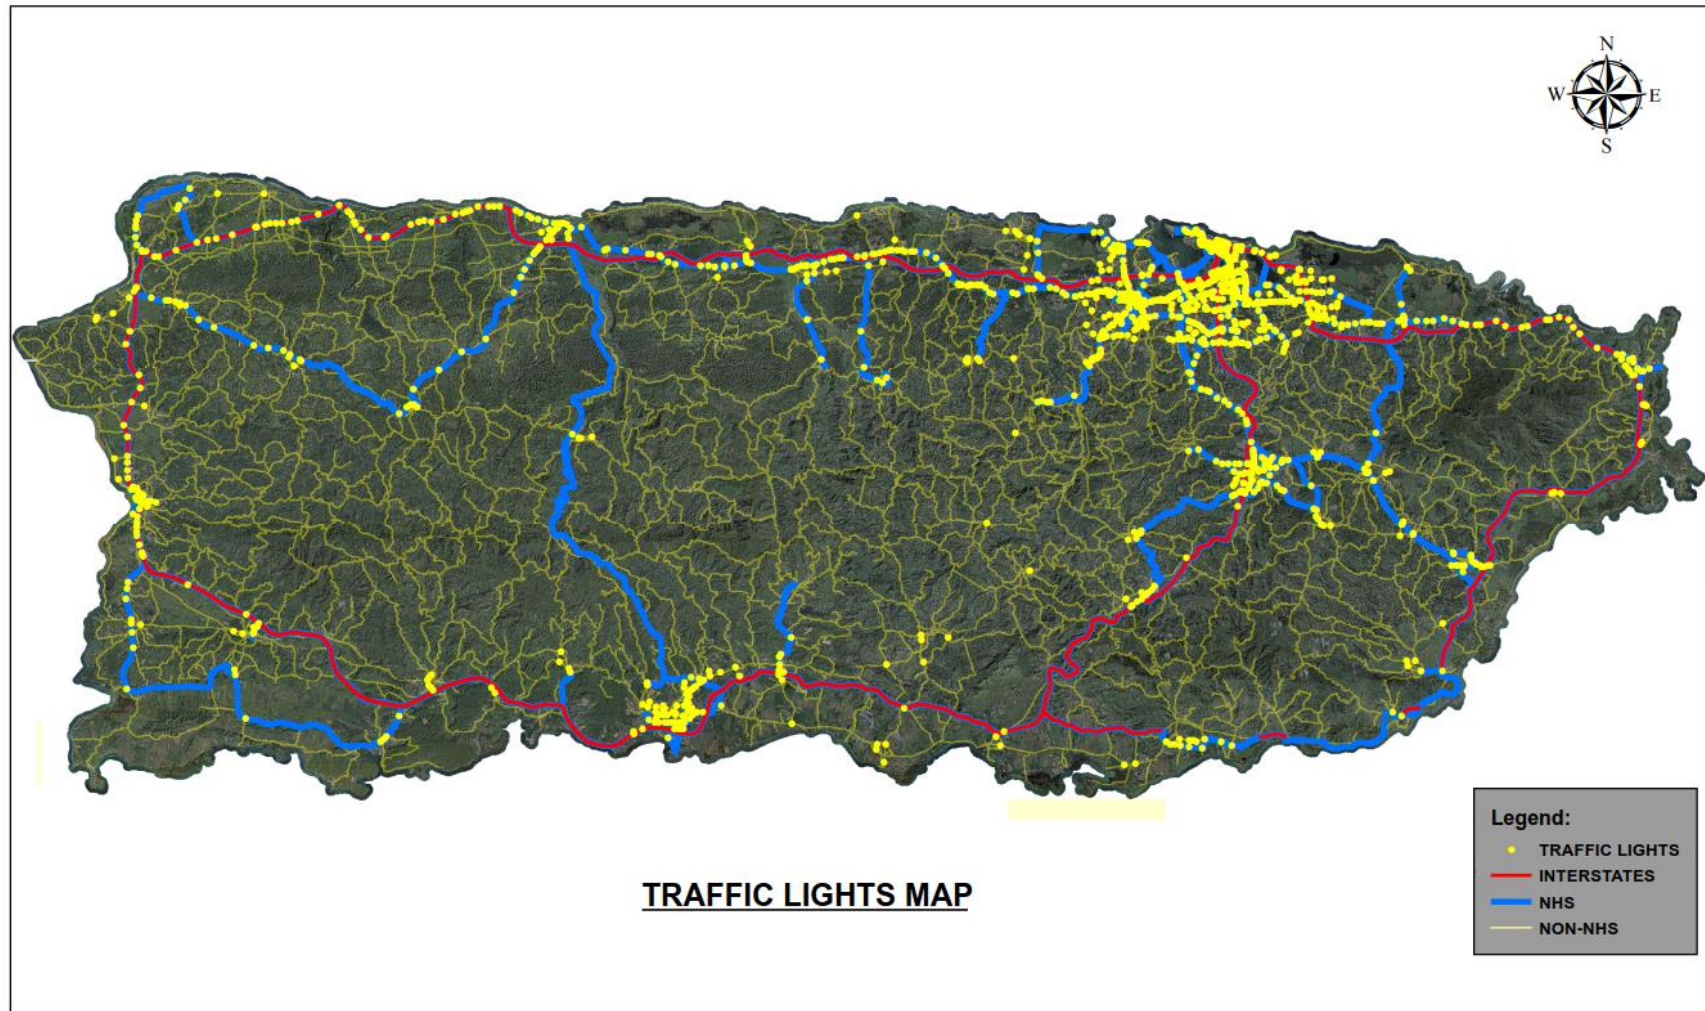 N
W E
S
Legend:
TRAFFIC LIGHTS
INTERSTATES
NHS
NON-NHS
TRAFFIC LIGHTS MAP